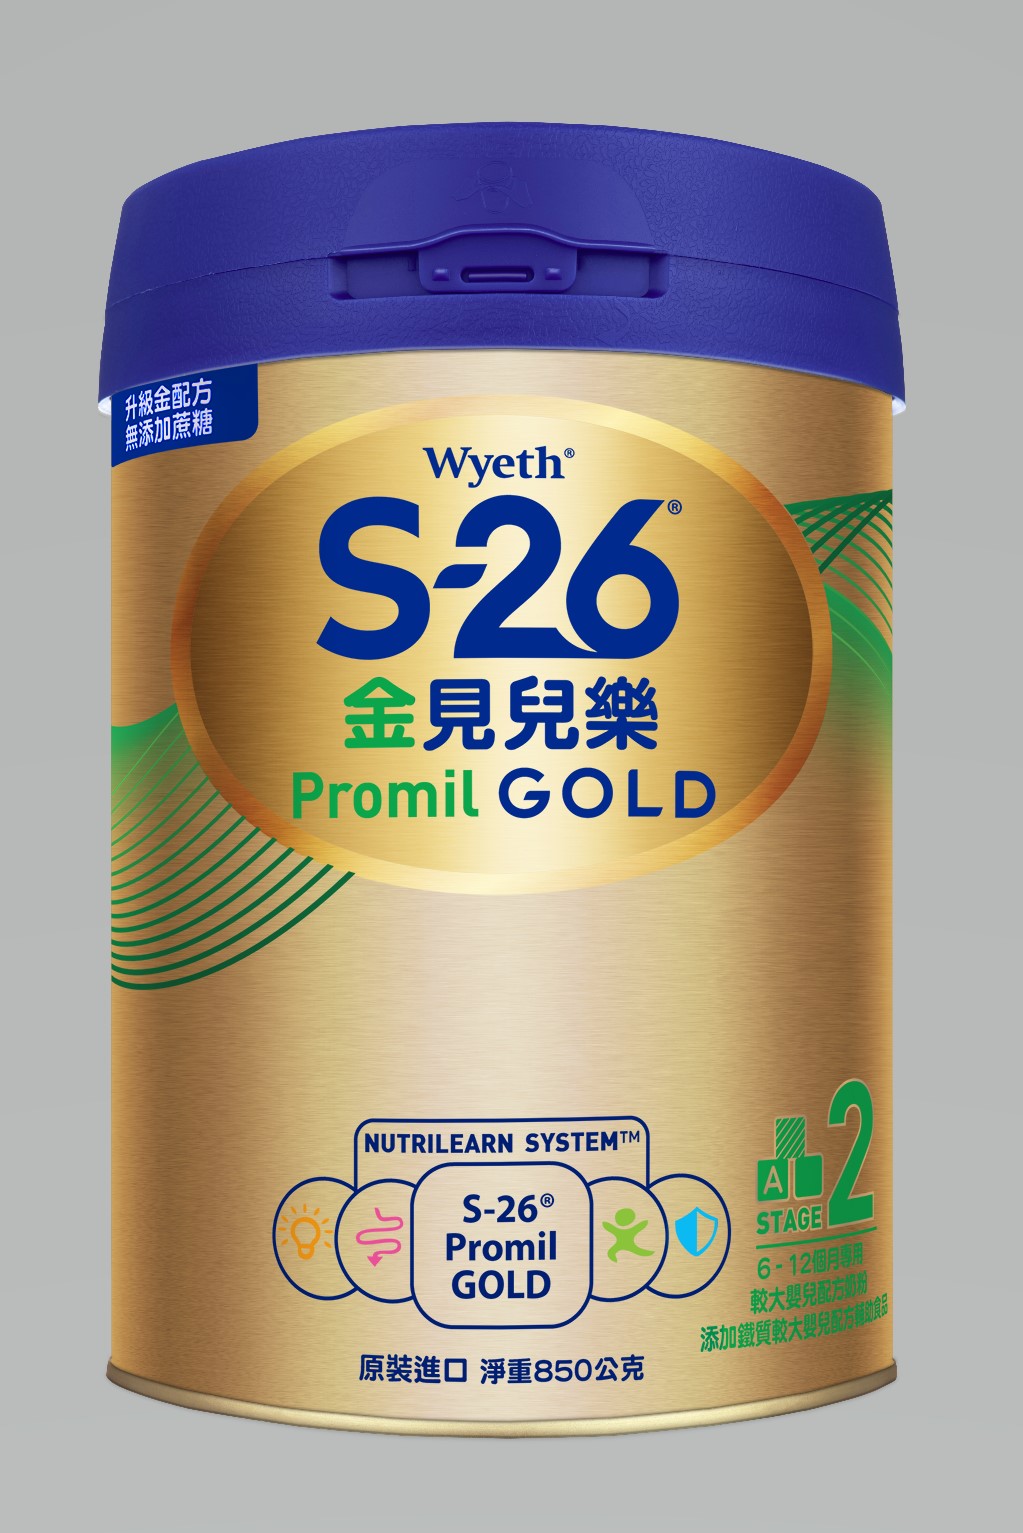 升級金配方
無添加蔗糖
Wyeth®
S-26®
金見兒樂
Promil GOLD
NUTRILEARN SYSTEM™
S-26®
Promil
GOLD
A
2
STAGE
6-12個月專用
較大嬰兒配方奶粉
添加鐵質較大嬰兒配方輔助食品
原裝進口 淨重850公克